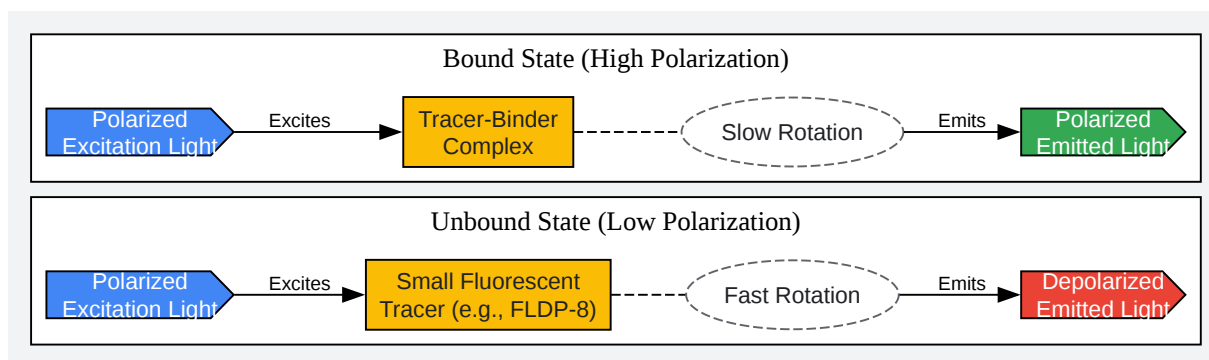 Bound State (High Polarization)
Polarized
Excitation Light
Excites
Tracer-Binder
Complex
Slow Rotation
Emits
Polarized
Emitted Light
Unbound State (Low Polarization)
Polarized
Excitation Light
Excites
Small Fluorescent
Tracer (e.g., FLDP-8)
Fast Rotation
Emits
Depolarized
Emitted Light